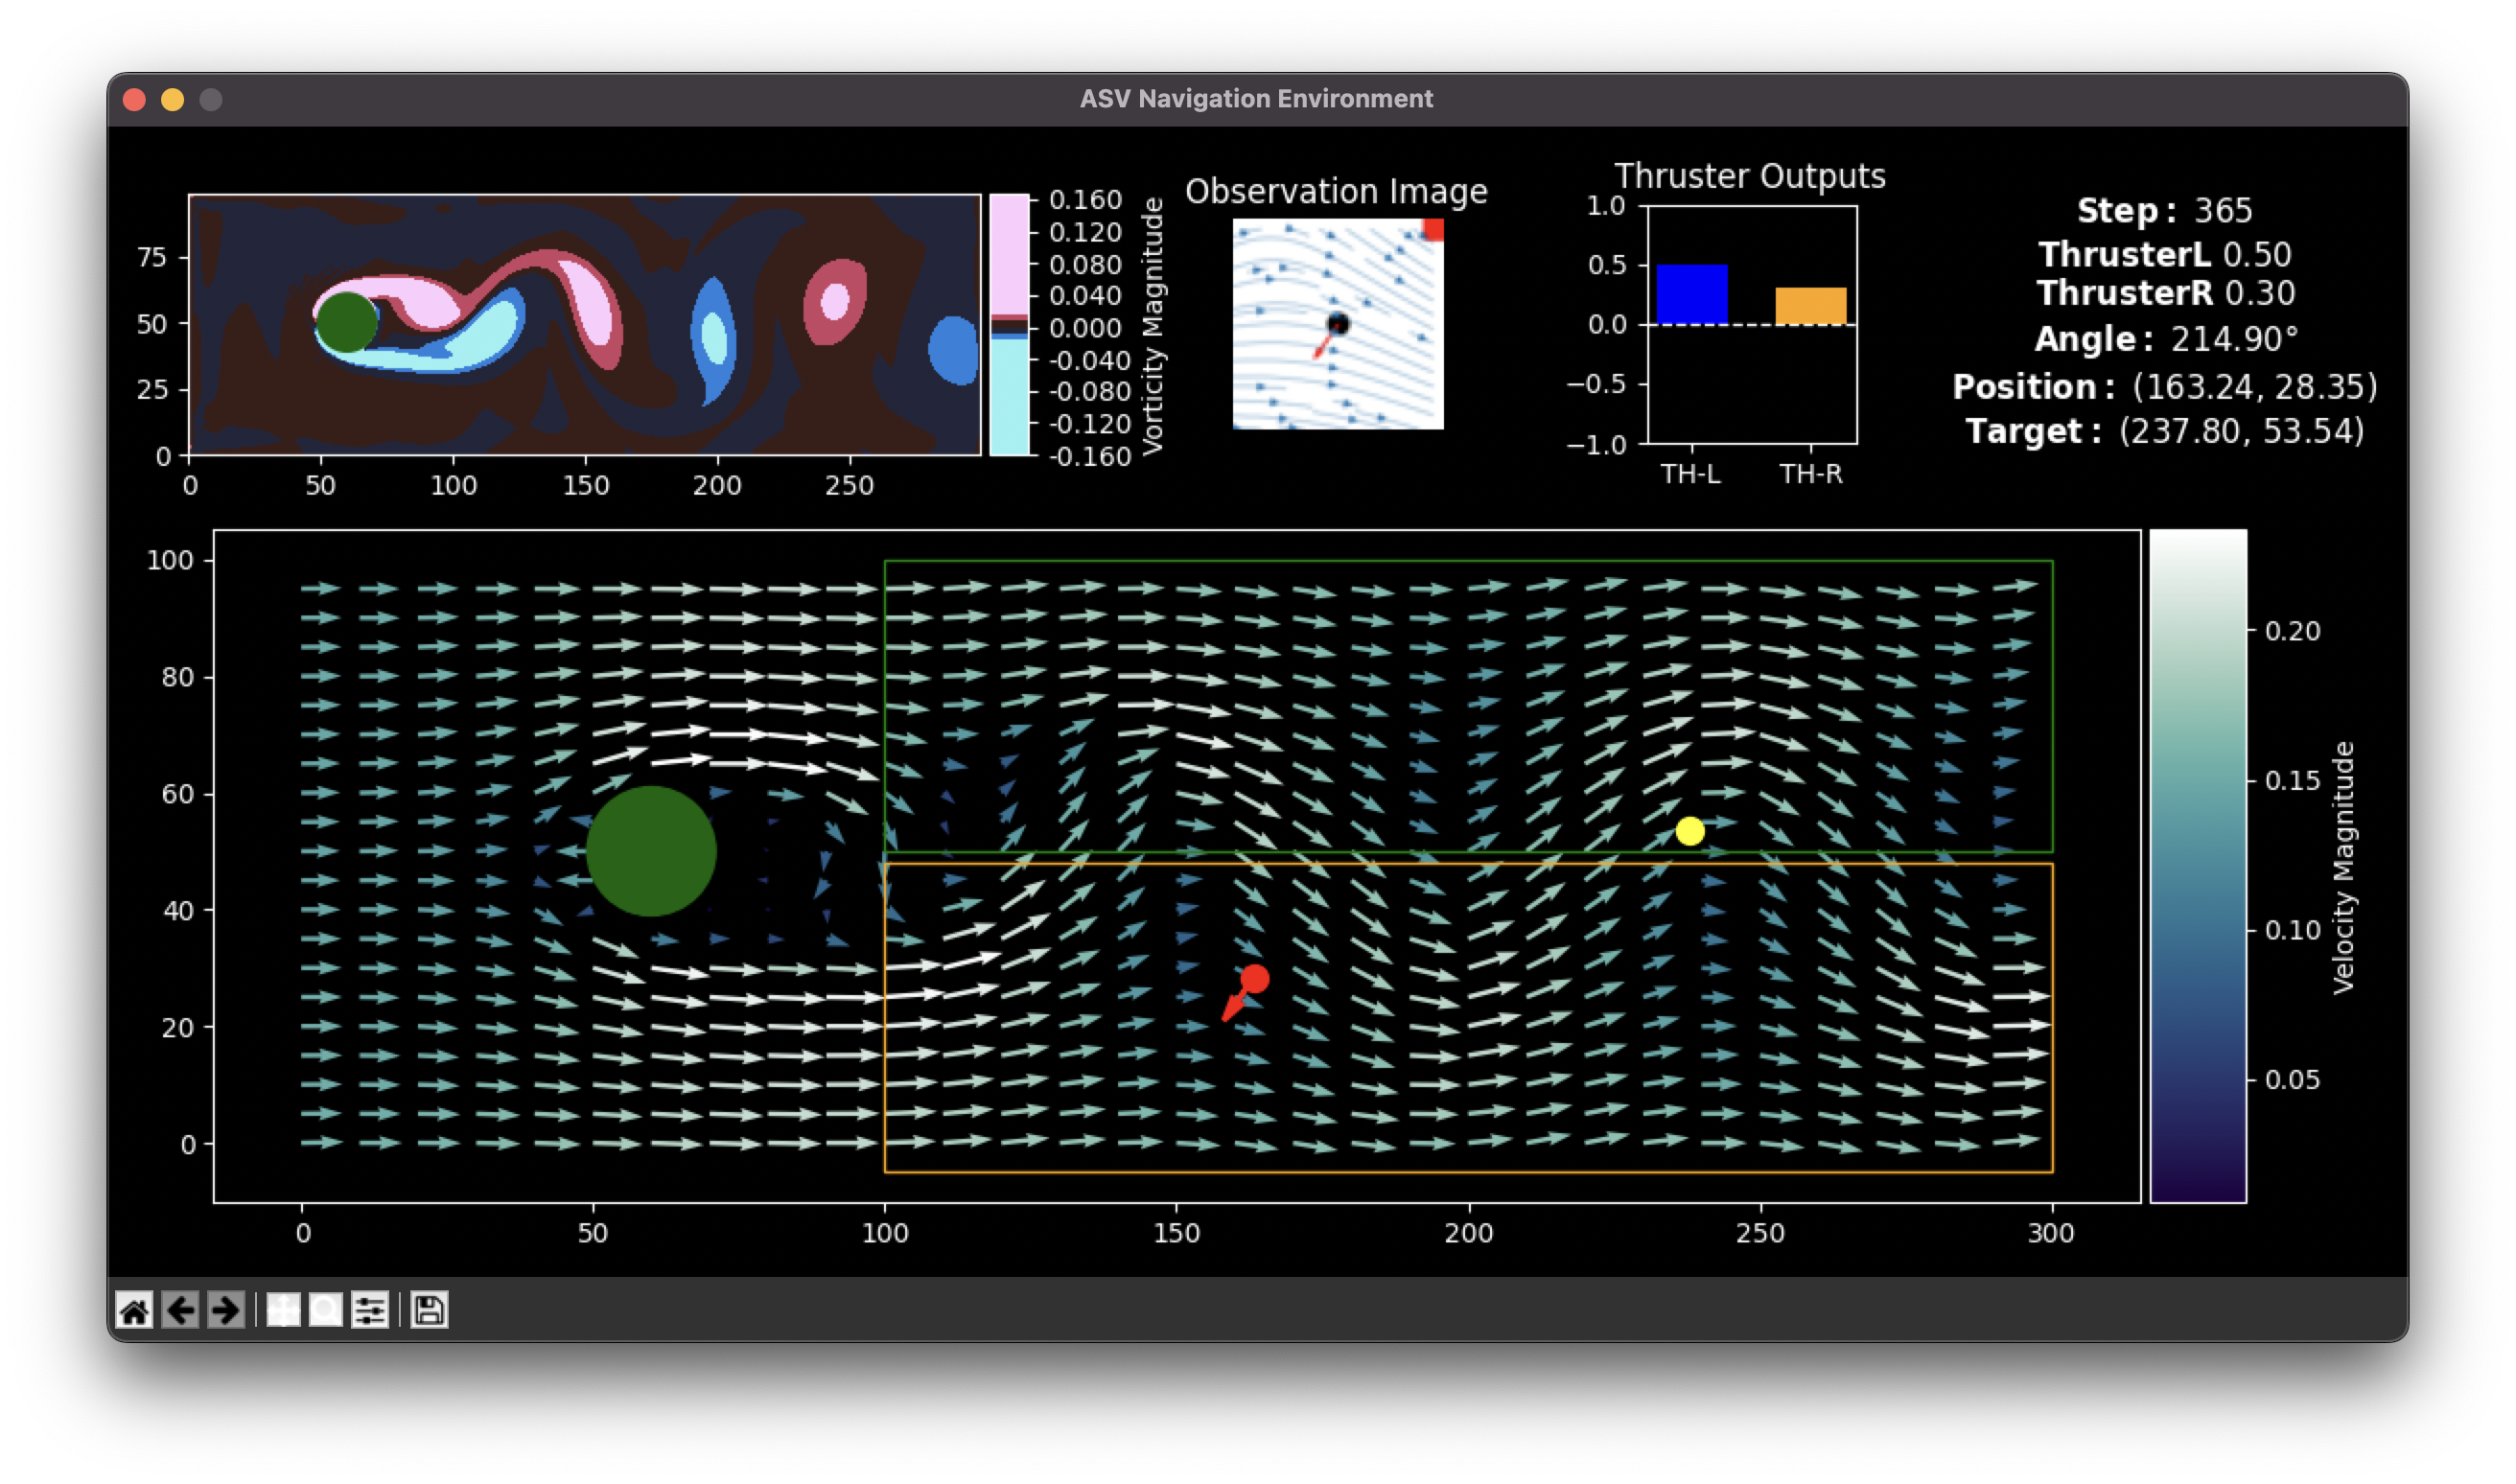 ASV Navigation Environment
75
50
25
0
0 50 100 150 200 250
0.160
0.120
0.080
0.040
0.000
-0.040
-0.080
-0.120
-0.160
Vorticity Magnitude
Observation Image
Thruster Outputs
1.0
0.5
0.0
−0.5
−1.0
TH-L TH-R
Step: 365
ThrusterL 0.50
ThrusterR 0.30
Angle: 214.90°
Position: (163.24, 28.35)
Target: (237.80, 53.54)
100
80
60
40
20
0
0 50 100 150 200 250 300
0.20
0.15
0.10
0.05
Velocity Magnitude